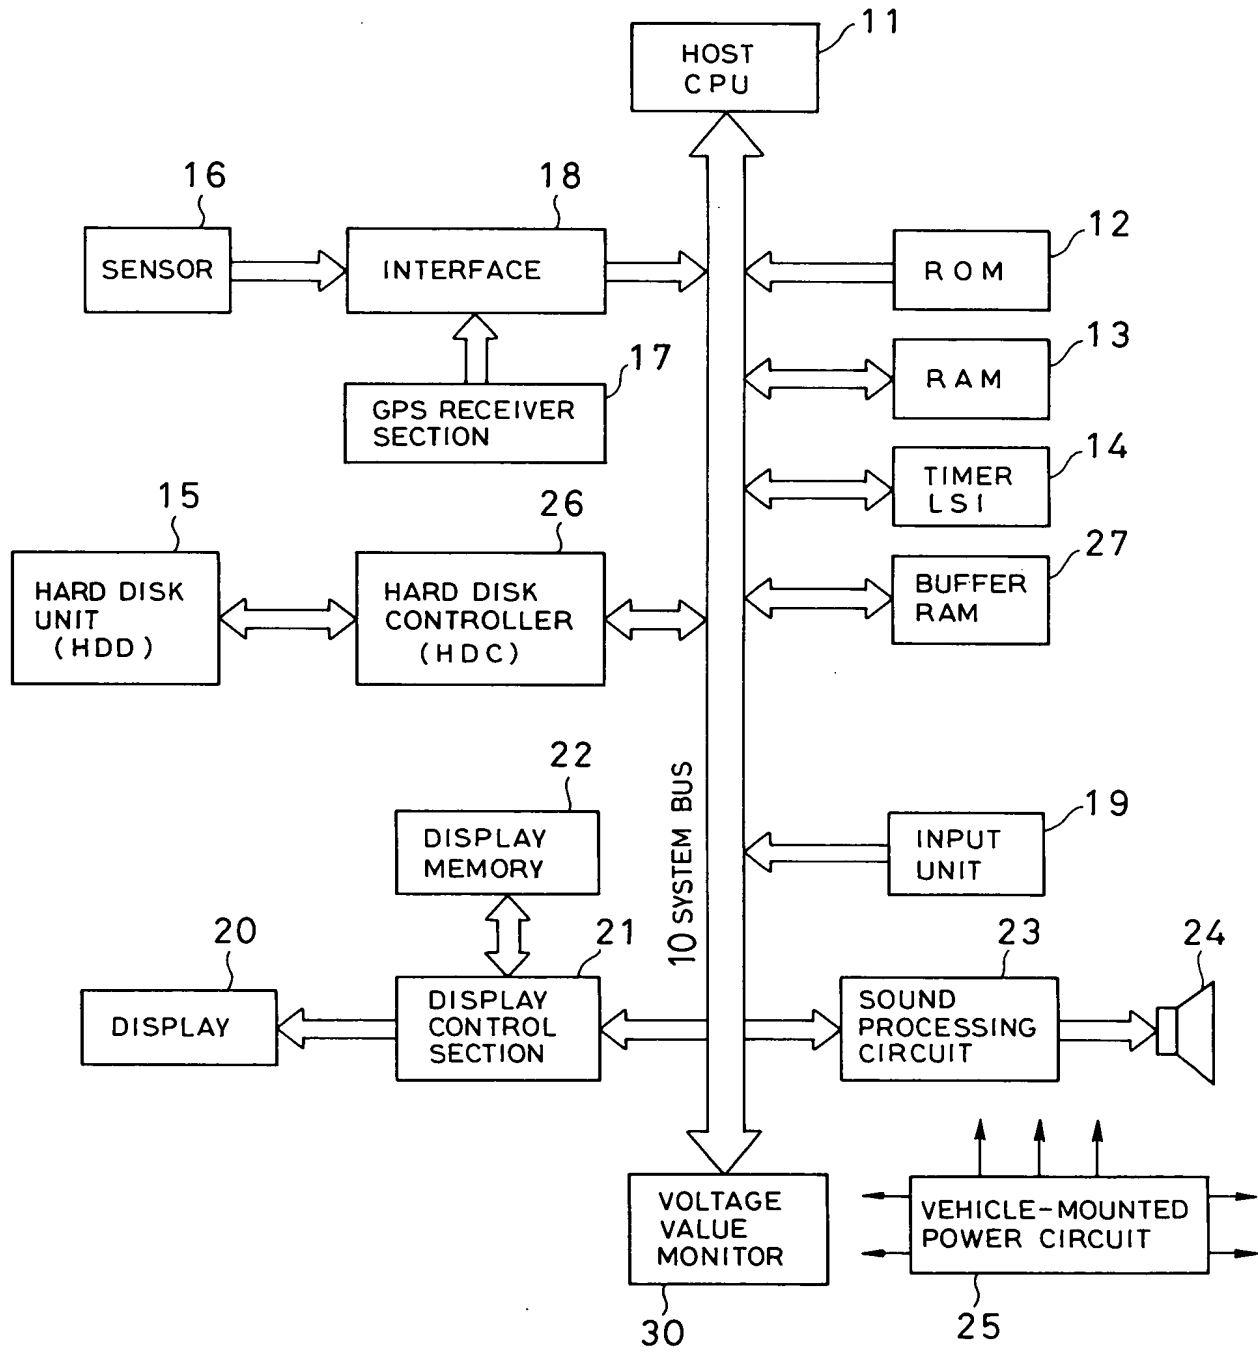 11
HOST
CPU
16
18
12
SENSOR
INTERFACE
ROM
13
17
RAM
GPS RECEIVER
SECTION
14
TIMER
LSI
15
26
27
HARD DISK
UNIT
(HDD)
HARD DISK
CONTROLLER
(HDC)
BUFFER
RAM
22
10 SYSTEM BUS
19
DISPLAY
MEMORY
INPUT
UNIT
20
21
23
24
DISPLAY
DISPLAY
CONTROL
SECTION
SOUND
PROCESSING
CIRCUIT
VOLTAGE
VALUE
MONITOR
VEHICLE-MOUNTED
POWER CIRCUIT
30
25